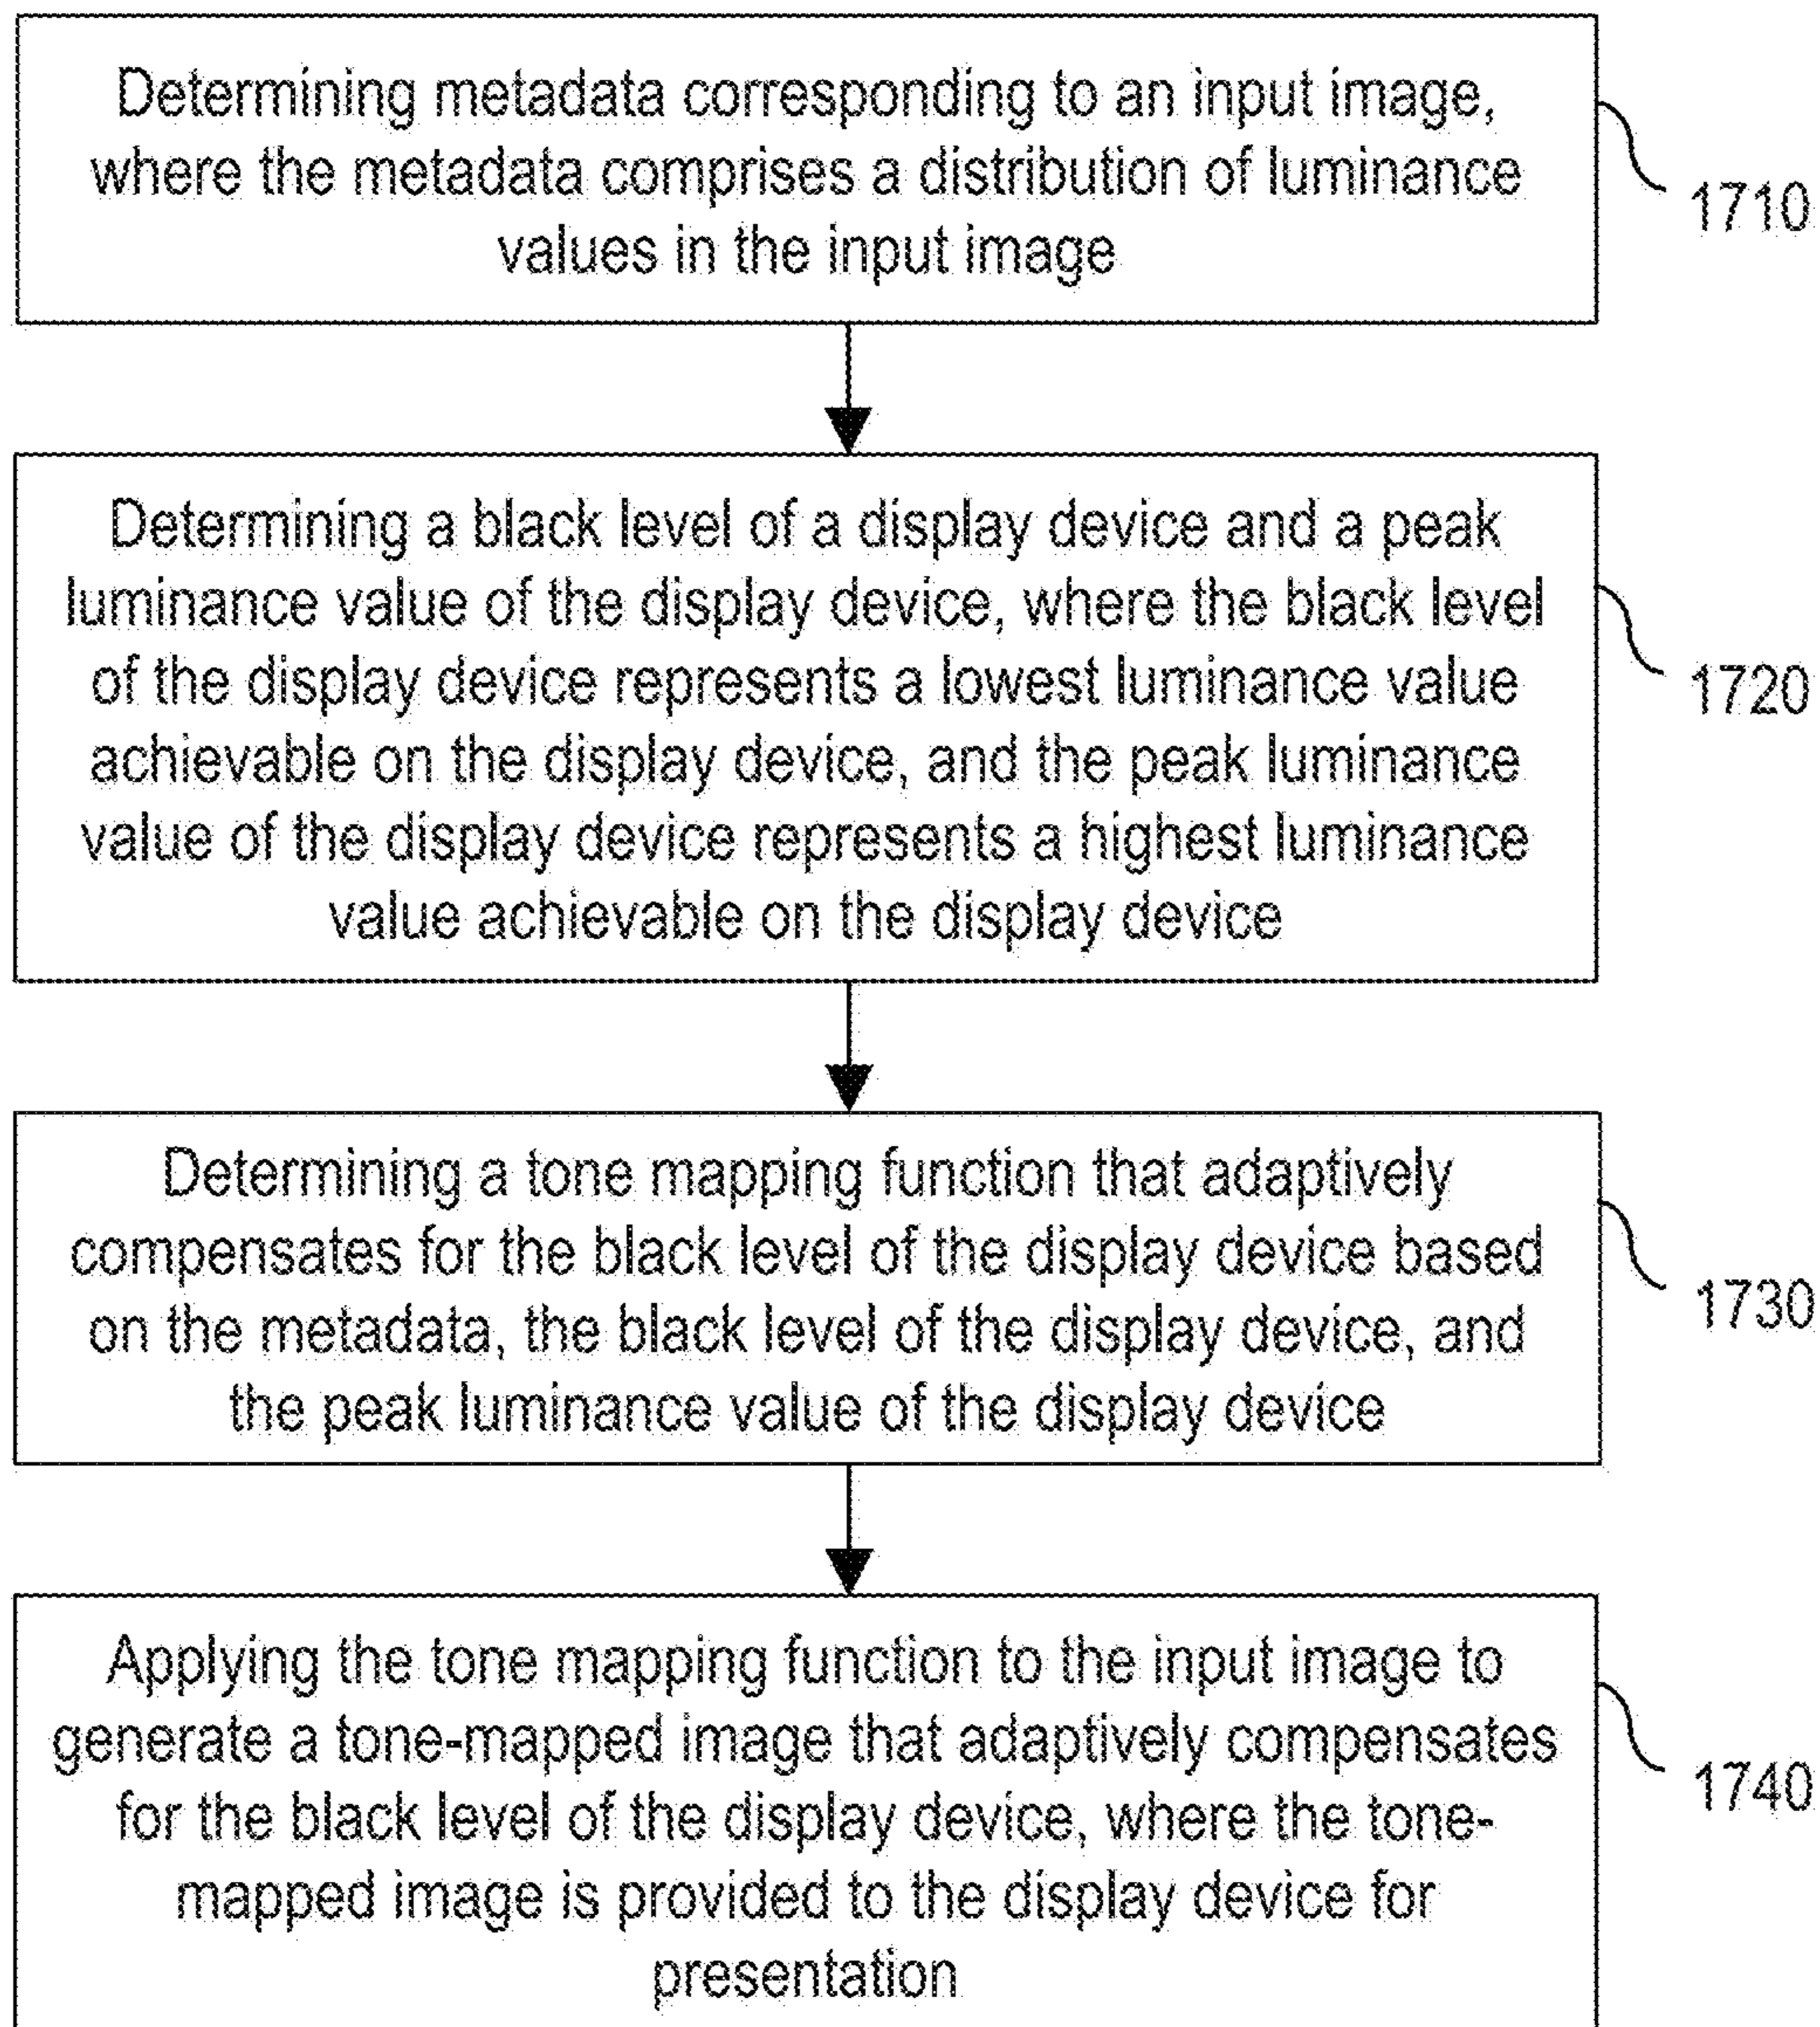 Determining metadata corresponding to an input image,
where the metadata comprises a distribution of luminance
values in the input image
1710
Determining a black level of a display device and a peak
luminance value of the display device, where the black level
of the display device represents a lowest luminance value
achievable on the display device, and the peak luminance
value of the display device represents a highest luminance
value achievable on the display device
1720
Determining a tone mapping function that adaptively
compensates for the black level of the display device based
on the metadata, the black level of the display device, and
the peak luminance value of the display device
1730
Applying the tone mapping function to the input image to
generate a tone-mapped image that adaptively compensates
for the black level of the display device, where the tone-
mapped image is provided to the display device for
presentation
1740